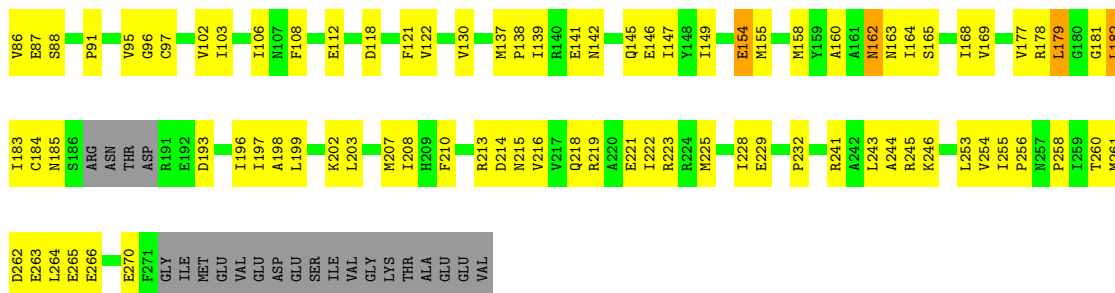 V86 E87 S88 P91 V95 G96 C97 V102 I103 I106 N107 F108 E112 D118 F121 V122 V130 M137 P138 I139 R140 E141 N142 Q145 E146 I147 Y148 I149 E154 M155 M158 Y159 A160 A161 N162 N163 I164 S165 I168 V169 V177 R178 L179 G180 G181
I183 C184 N185 S186 ARG ASN THR ASP R191 E192 D193 I196 I197 A198 L199 K202 L203 M207 I208 H209 F210 R213 D214 N215 V216 V217 Q218 R219 A220 E221 I222 R223 R224 M225 I228 E229 P232 R241 A242 L243 A244 R245 K246 L253 V254 I255 P256 N257 P258 I259 T260 M261
D262 E263 L264 E265 E266 E270 F271 GLY ILE MET GLU VAL GLU ASP GLU SER ILE VAL GLY LYS THR ALA GLU GLU VAL